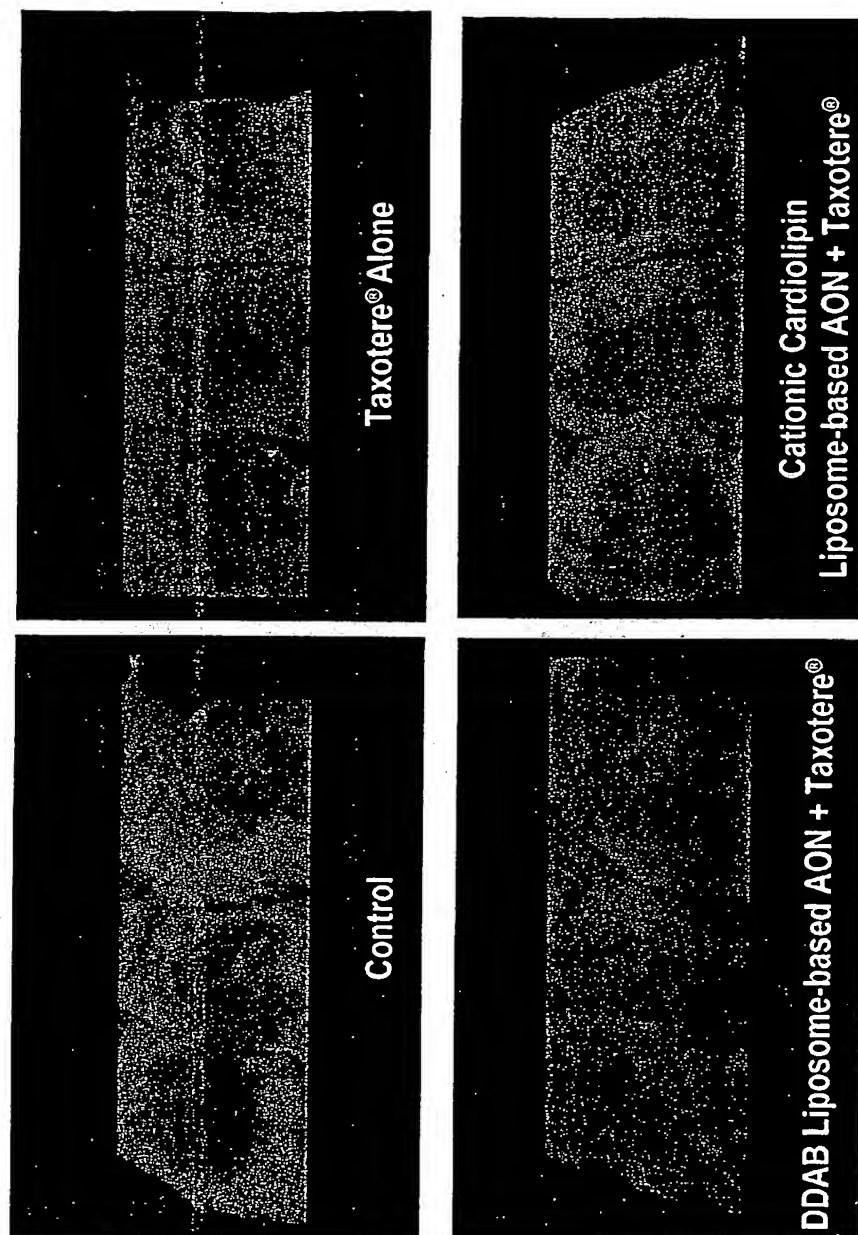 Control
Taxotere® Alone
DDAB Liposome-based AON + Taxotere®
Cationic Cardiolipin
Liposome-based AON + Taxotere®